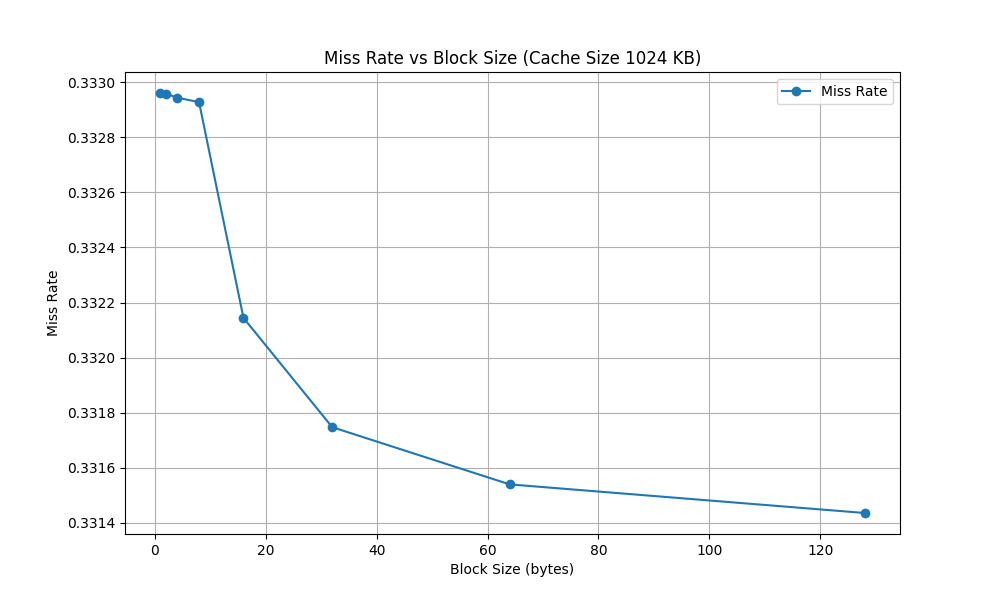 Miss Rate vs Block Size (Cache Size 1024 KB)
Miss Rate
0.3330
0.3328
0.3326
0.3324
0.3322
0.3320
0.3318
0.3316
0.3314
Miss Rate
0 20 40 60 80 100 120
Block Size (bytes)